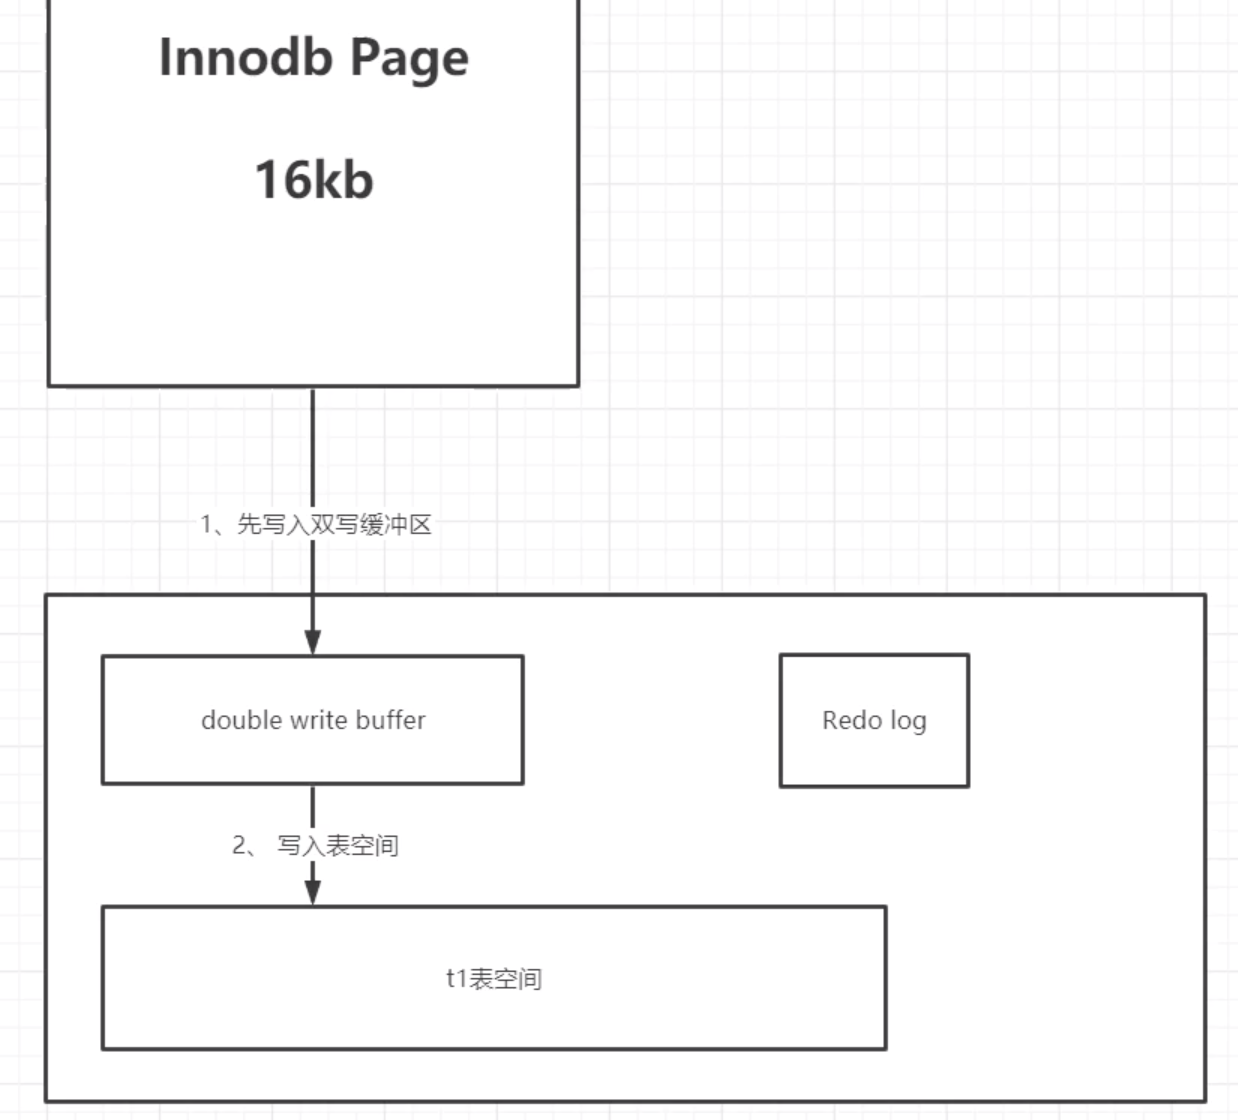 Innodb Page
16kb
1、先写入双写缓冲区
double write buffer
Redo log
2、 写入表空间
t1表空间